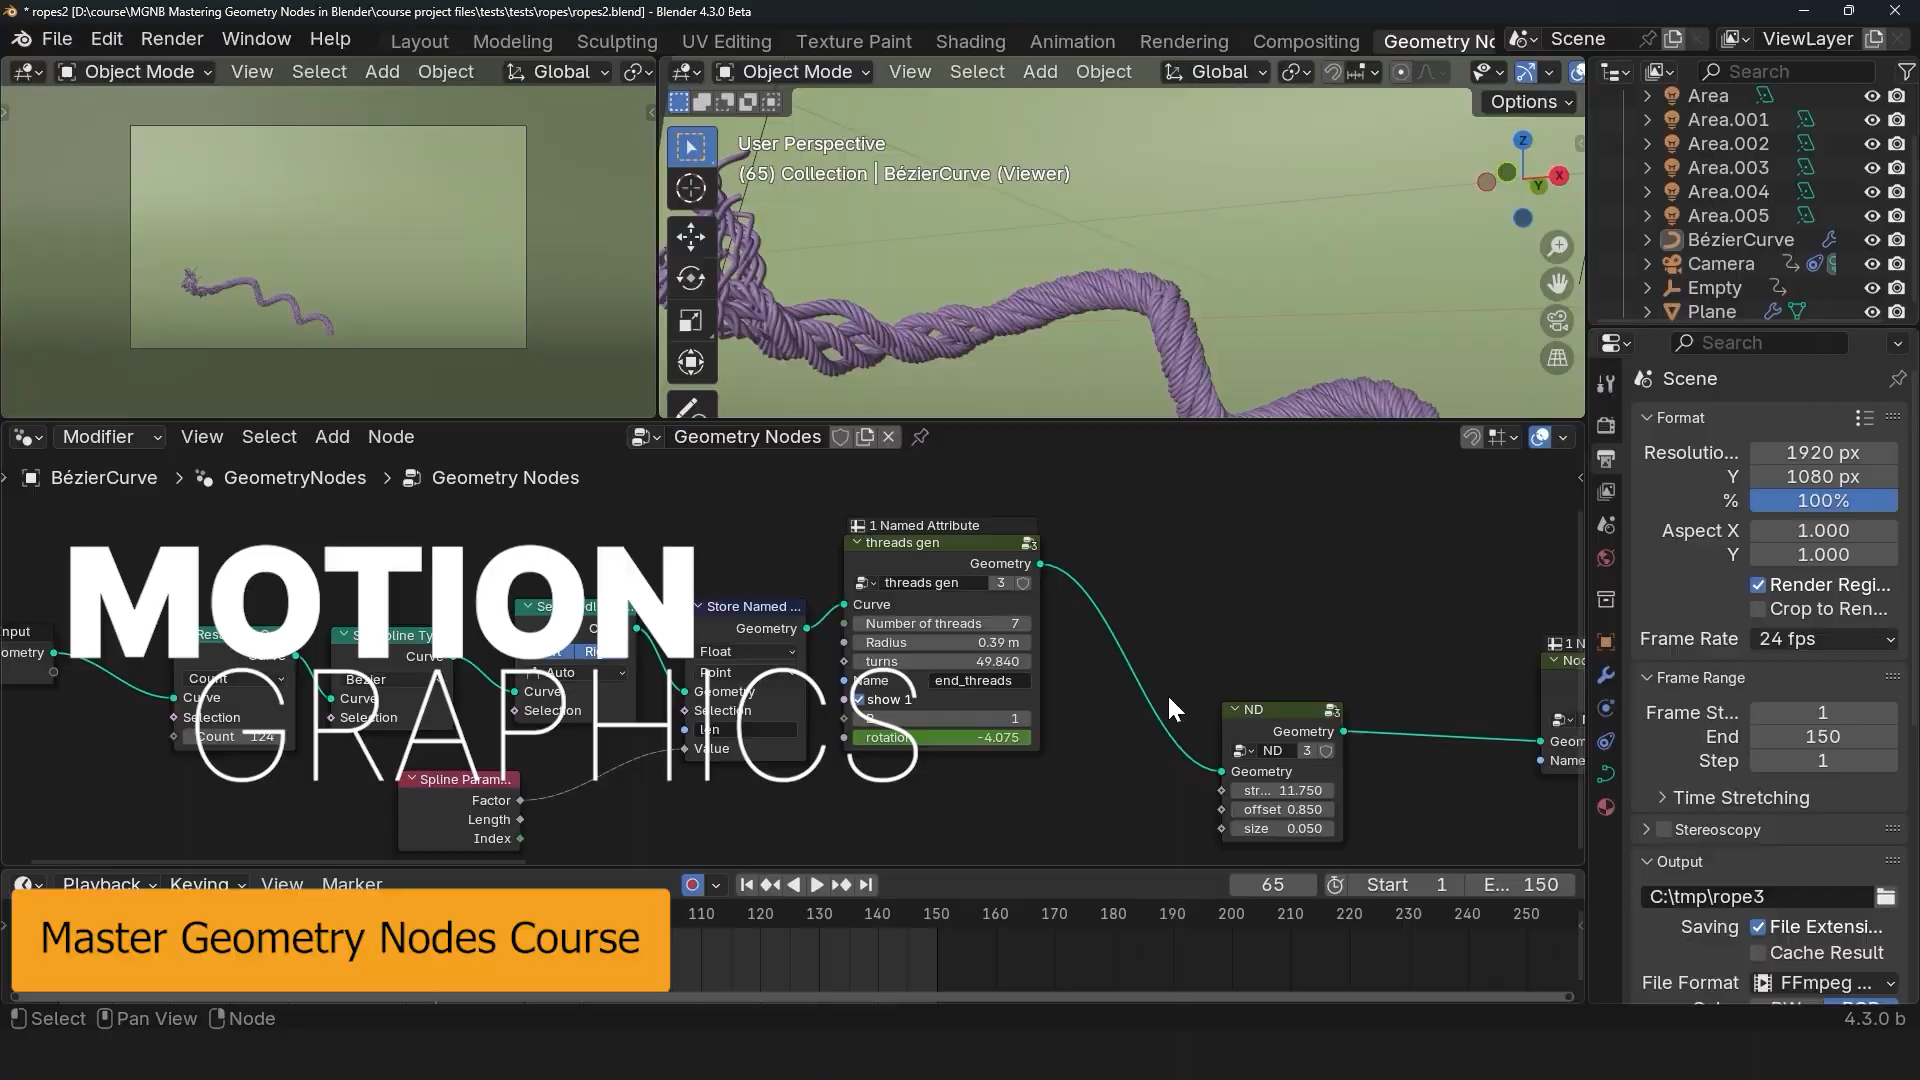 * ropes2 [D:\course\MGNB Mastering Geometry Nodes in Blender\course project files\tests\tests\ropes\ropes2.blend] - Blender 4.3.0 Beta
File Edit Render Window Help Layout Modeling Sculpting UV Editing Texture Paint Shading Animation Rendering Compositing Geometry Nc Scene ViewLayer
Object Mode View Select Add Object Global
Object Mode View Select Add Object Global
Options
User Perspective
(65) Collection | BézierCurve (Viewer)
Z
X
Y
Search
Area
Area.001
Area.002
Area.003
Area.004
Area.005
BézierCurve
Camera
Empty
Plane
Search
Scene
Format
Resolutio... 1920 px
Y 1080 px
% 100%
Aspect X 1.000
Y 1.000
Render Regi...
Crop to Ren...
Frame Rate 24 fps
Frame Range
Frame St... 1
End 150
Step 1
Time Stretching
Stereoscopy
Output
C:\tmp\rope3
Saving File Extensi...
Cache Result
File Format FFmpeg ...
Modifier View Select Add Node Geometry Nodes
BézierCurve > GeometryNodes > Geometry Nodes
MOTION
GRAPHICS
nput
ometry
Count
Curve
Selection
Count 124
Curve
Bézier
Curve
Selection
Auto
Curve
Selection
Store Named ...
Geometry
Float
Point
Geometry
Selection
len
Value
Spline Param...
Factor
Length
Index
1 Named Attribute
threads gen
Geometry
threads gen 3
Curve
Number of threads 7
Radius 0.39 m
turns 49.840
Name end_threads
show 1
1
rotation -4.075
ND
Geometry
ND 3
Geometry
str... 11.750
offset 0.850
size 0.050
1 N
Noc
Geom
Name
Playback Keying View Marker 65 Start 1 E... 150
110 120 130 140 150 160 170 180 190 200 210 220 230 240 250
Master Geometry Nodes Course
Select Pan View Node
4.3.0 b